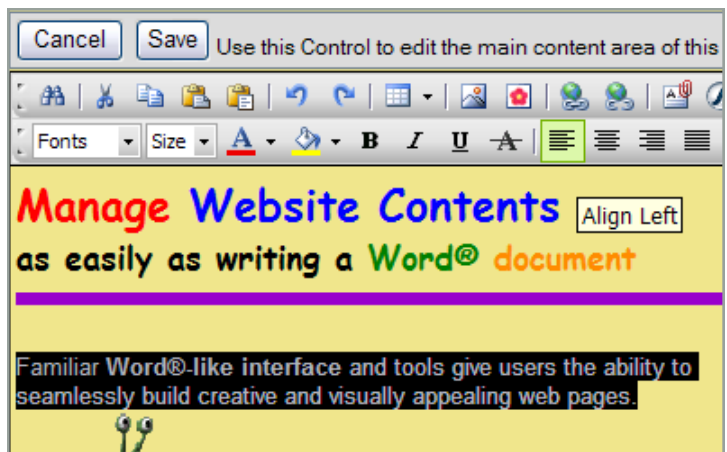 Cancel Save Use this Control to edit the main content area of this
Fonts Size A B I U A
Manage Website Contents
Align Left
as easily as writing a Word® document
Familiar Word®-like interface and tools give users the ability to
seamlessly build creative and visually appealing web pages.